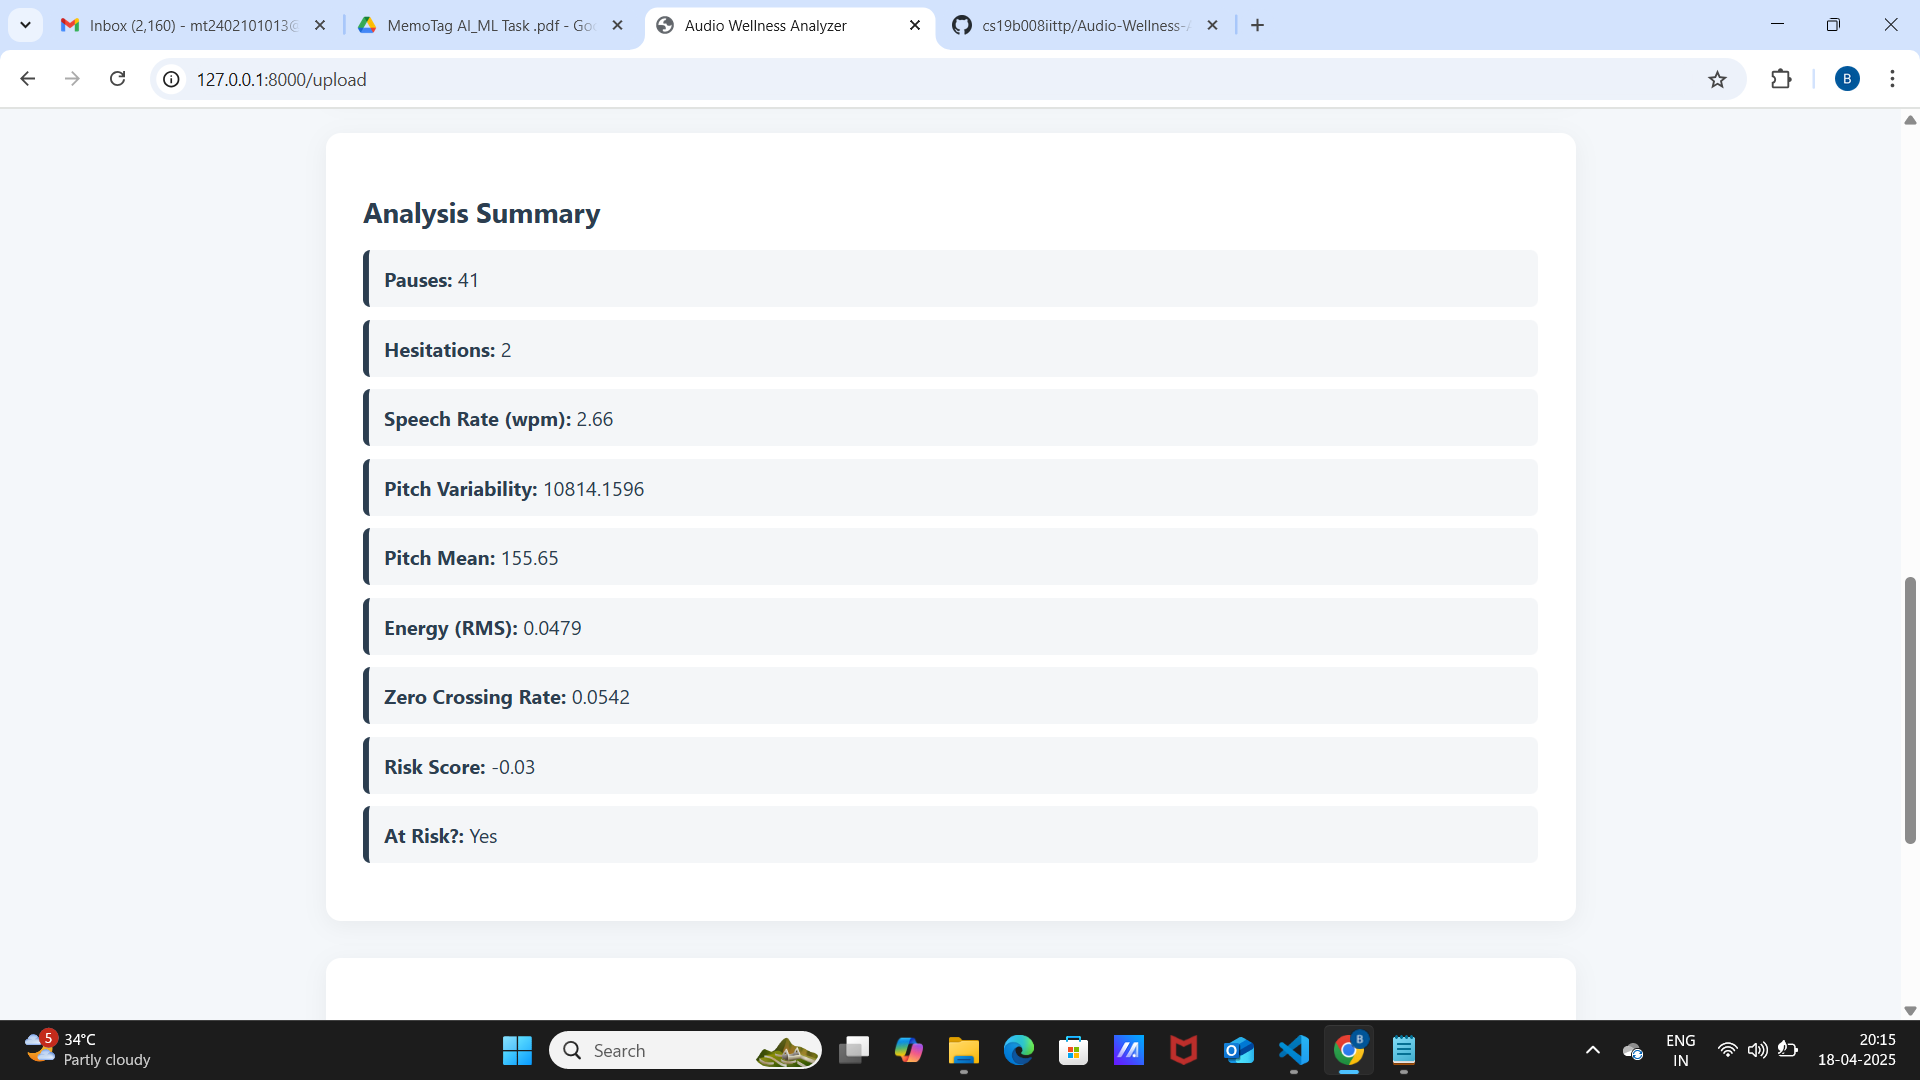 Inbox (2,160) - mt2402101013@
MemoTag AI_ML Task .pdf - Goo
Audio Wellness Analyzer
cs19b008iittp/Audio-Wellness-A
127.0.0.1:8000/upload
B
Analysis Summary
Pauses: 41
Hesitations: 2
Speech Rate (wpm): 2.66
Pitch Variability: 10814.1596
Pitch Mean: 155.65
Energy (RMS): 0.0479
Zero Crossing Rate: 0.0542
Risk Score: -0.03
At Risk?: Yes
5
34°C
Partly cloudy
Search
B
ENG
IN
20:15
18-04-2025